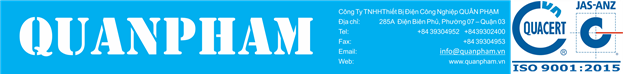 QUANPHAM
Công Ty TNHHThiết Bị Điện Công Nghiệp QUÂN PHAM
Địa chỉ: 285A Điện Biên Phủ, Phường 07 – Quận 03
Tel: +84 39304952 +8439302400
Fax: +84 39304953
Email: info@quanpham.vn
Web: www.quanpham.vn
QUACERT
JAS-ANZ
C
ISO 9001:2015